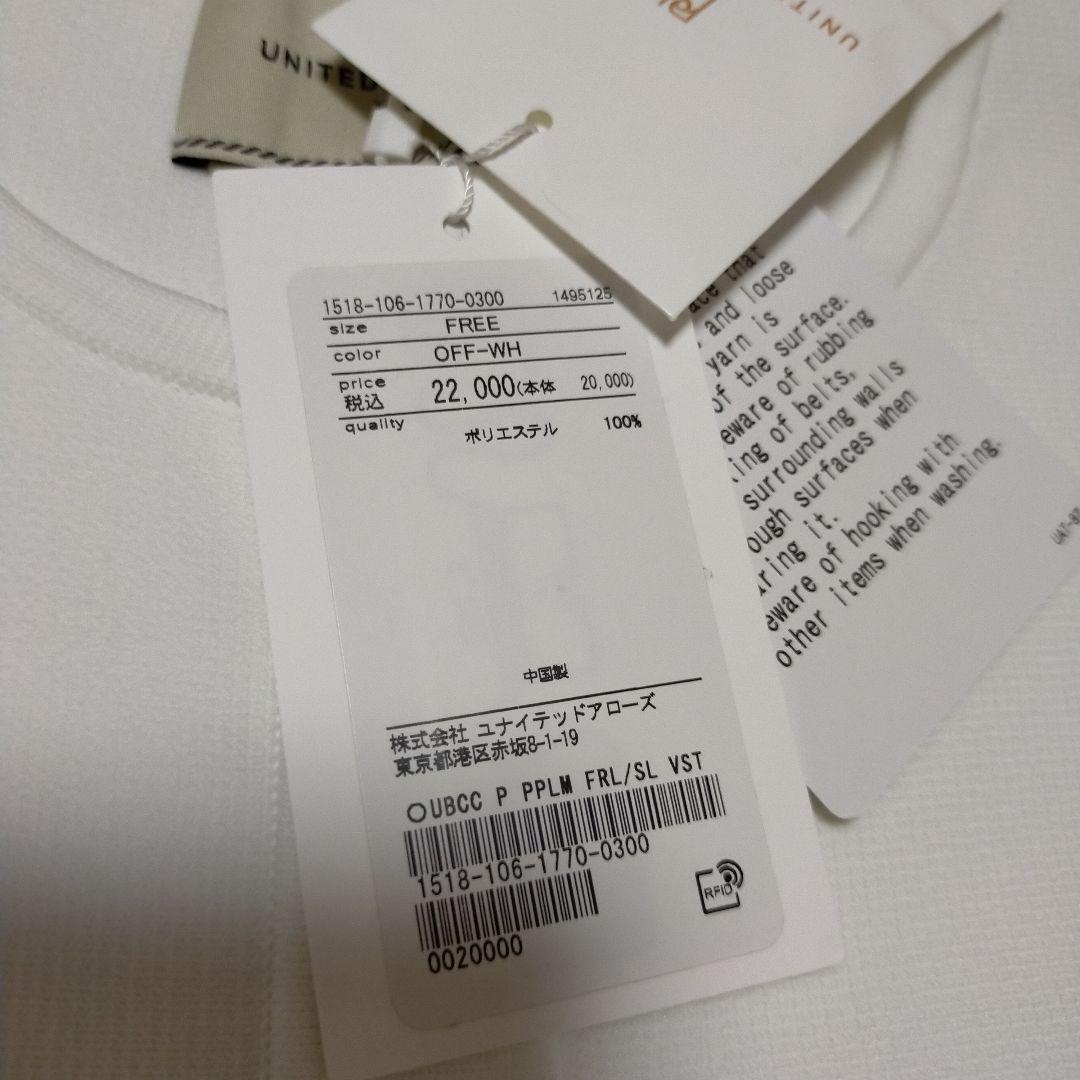 UNITED
UNITE
1518-106-1770-0300 1495125
size FREE
color OFF-WH
price
税込 22,000(本体 20,000)
quality ポリエステル 100%
中国製
株式会社 ユナイテッドアローズ
東京都港区赤坂8-1-19
○UBCC P PPLM FRL/SL VST
1518-106-1770-0300
RFID
0020000
that
and loose
yarn is
of the surface.
of rubbing
of belts,
surrounding walls
surfaces when
it.
of hooking with
other items when washing.